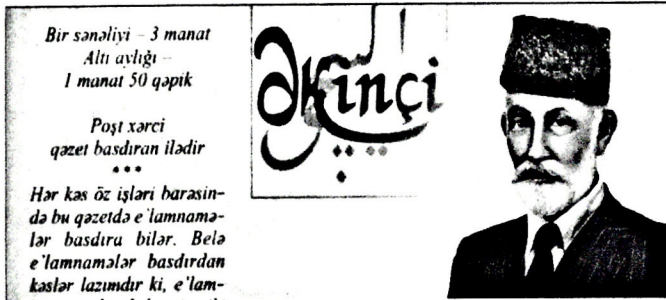 Bir sənəliyi – 3 manat
Altı aylığı –
1 manat 50 qəpik
Poşt xərci
qəzet basdıran ilədir
***
Hər kəs öz işləri barəsin-
də bu qəzetdə e'lamnamə-
lər basdıra bilər. Belə
e'lamnamələr basdırdan
kəslər lazımdır ki, e'lam-
Əkinçi